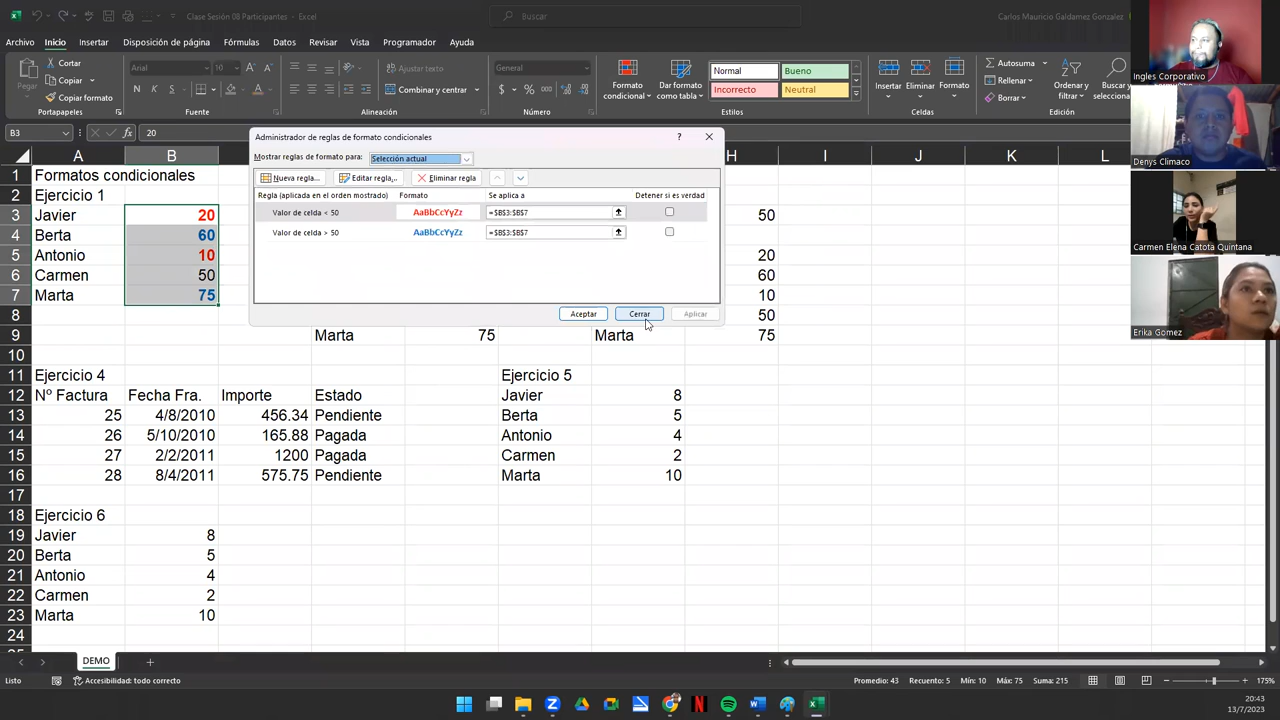 Clase Sesión 08 Participantes - Excel
Buscar
Carlos Mauricio Galdamez Gonzalez
Archivo Inicio Insertar Disposición de página Fórmulas Datos Revisar Vista Programador Ayuda
Pegar
Cortar
Copiar
Copiar formato
Portapapeles
Arial 10
N K S
Fuente
Ajustar texto
Combinar y centrar
Alineación
General
$ % 000
Número
Formato condicional
Dar formato como tabla
Normal Bueno
Incorrecto Neutral
Estilos
Insertar Eliminar Formato
Celdas
Autosuma
Rellenar
Borrar
Ordenar y filtrar
Buscar y
B3 fx 20
A B H I J K L
1 Formatos condicionales
2 Ejercicio 1
3 Javier 20 50
4 Berta 60
5 Antonio 10 20
6 Carmen 50 60
7 Marta 75 10
8 50
9 Marta 75 Marta 75
10
11 Ejercicio 4 Ejercicio 5
12 Nº Factura Fecha Fra. Importe Estado Javier 8
13 25 4/8/2010 456.34 Pendiente Berta 5
14 26 5/10/2010 165.88 Pagada Antonio 4
15 27 2/2/2011 1200 Pagada Carmen 2
16 28 8/4/2011 575.75 Pendiente Marta 10
17
18 Ejercicio 6
19 Javier 8
20 Berta 5
21 Antonio 4
22 Carmen 2
23 Marta 10
24
Administrador de reglas de formato condicionales ?
Mostrar reglas de formato para: Selección actual
Nueva regla... Editar regla... Eliminar regla
Regla (aplicada en el orden mostrado) Formato Se aplica a Detener si es verdad
Valor de celda < 50 AaBbCcYyZz =$B$3:$B$7
Valor de celda > 50 AaBbCcYyZz =$B$3:$B$7
Aceptar Cerrar Aplicar
Ingles Corporativo
Denys Climaco
Carmen Elena Catota Quintana
Erika Gomez
DEMO
Listo
Accesibilidad: todo correcto
Promedio: 43 Recuento: 5 Mín: 10 Máx: 75 Suma: 215
175%
20:43
13/7/2023